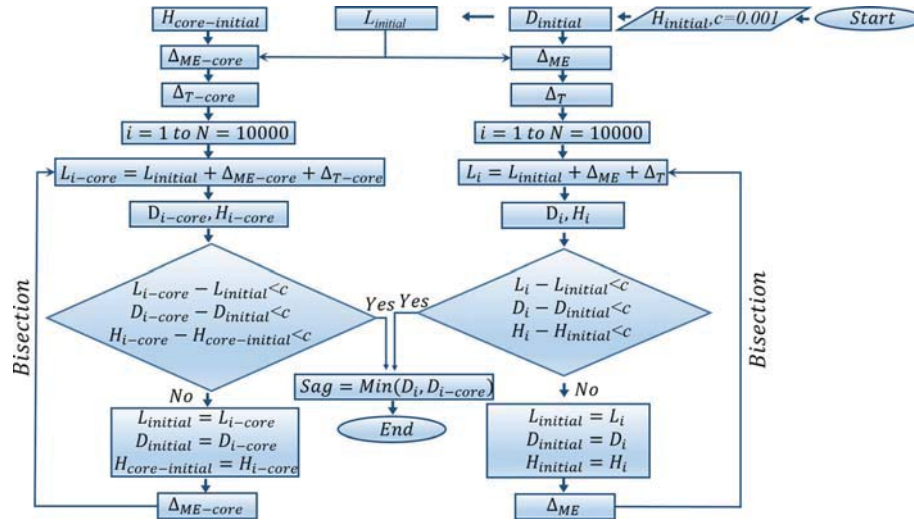 Start
H_initial, c=0.001
D_initial
L_initial
H_core-initial
Δ_ME-core
Δ_T-core
i = 1 to N = 10000
L_i-core = L_initial + Δ_ME-core + Δ_T-core
D_i-core, H_i-core
L_i-core − L_initial<c
D_i-core − D_initial<c
H_i-core − H_core-initial<c
Yes
No
L_initial = L_i-core
D_initial = D_i-core
H_core-initial = H_i-core
Δ_ME-core
Bisection
Δ_ME
Δ_T
i = 1 to N = 10000
L_i = L_initial + Δ_ME + Δ_T
D_i, H_i
L_i − L_initial<c
D_i − D_initial<c
H_i − H_initial<c
Yes
No
L_initial = L_i
D_initial = D_i
H_initial = H_i
Δ_ME
Bisection
Sag = Min(D_i, D_i-core)
End